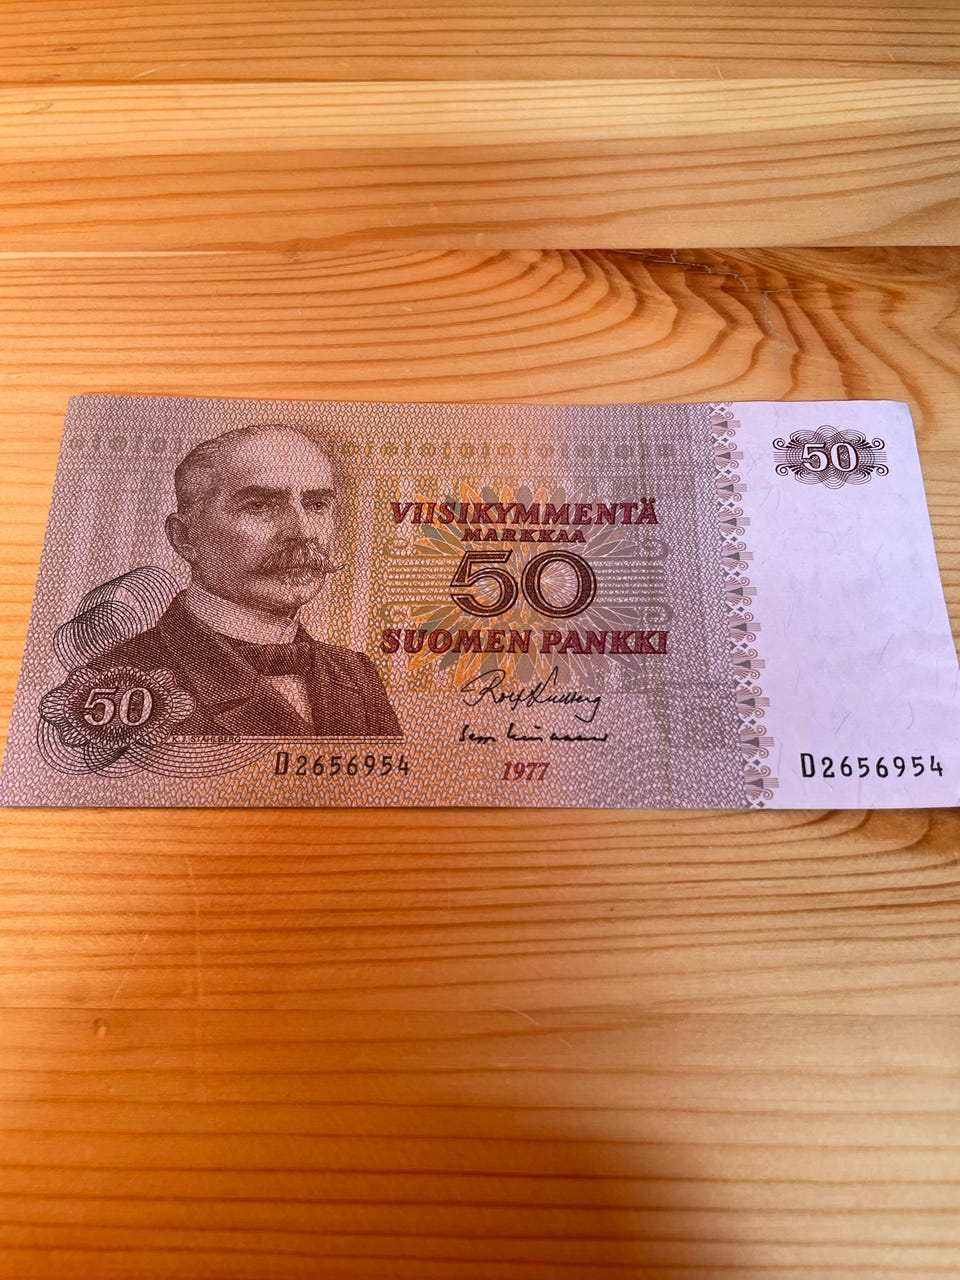 50
VIISIKYMMENTÄ
MARKKAA
50
SUOMEN PANKKI
50
K.J. STÅHLBERG
D2656954
1977
D2656954